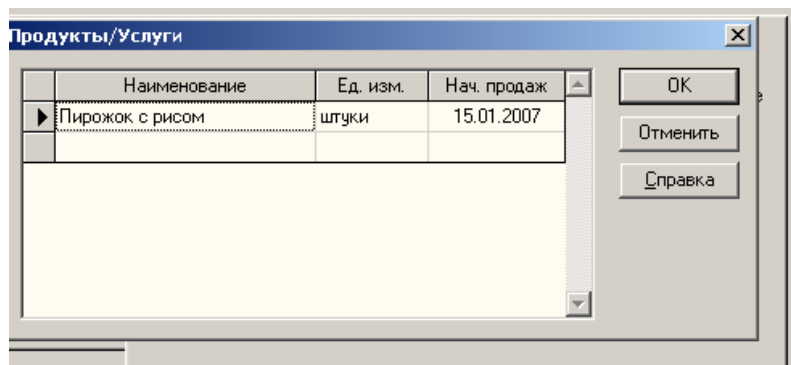 Продукты/Услуги
Наименование Ед. изм. Нач. продаж
Пирожок с рисом штуки 15.01.2007
OK
Отменить
Справка